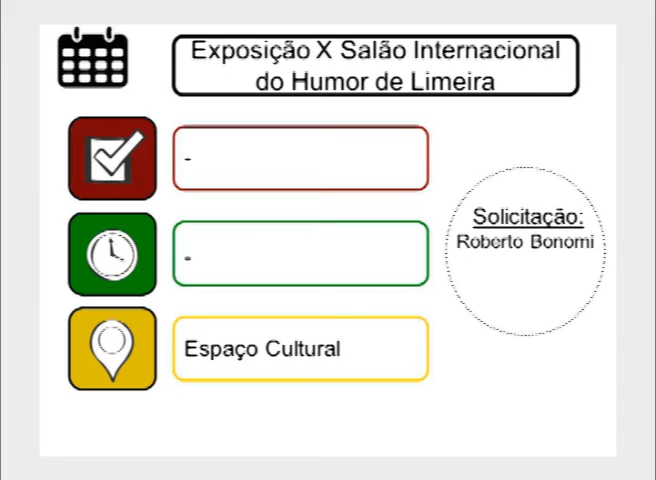 Exposição X Salão Internacional
do Humor de Limeira
-
Solicitação:
Roberto Bonomi
-
Espaço Cultural